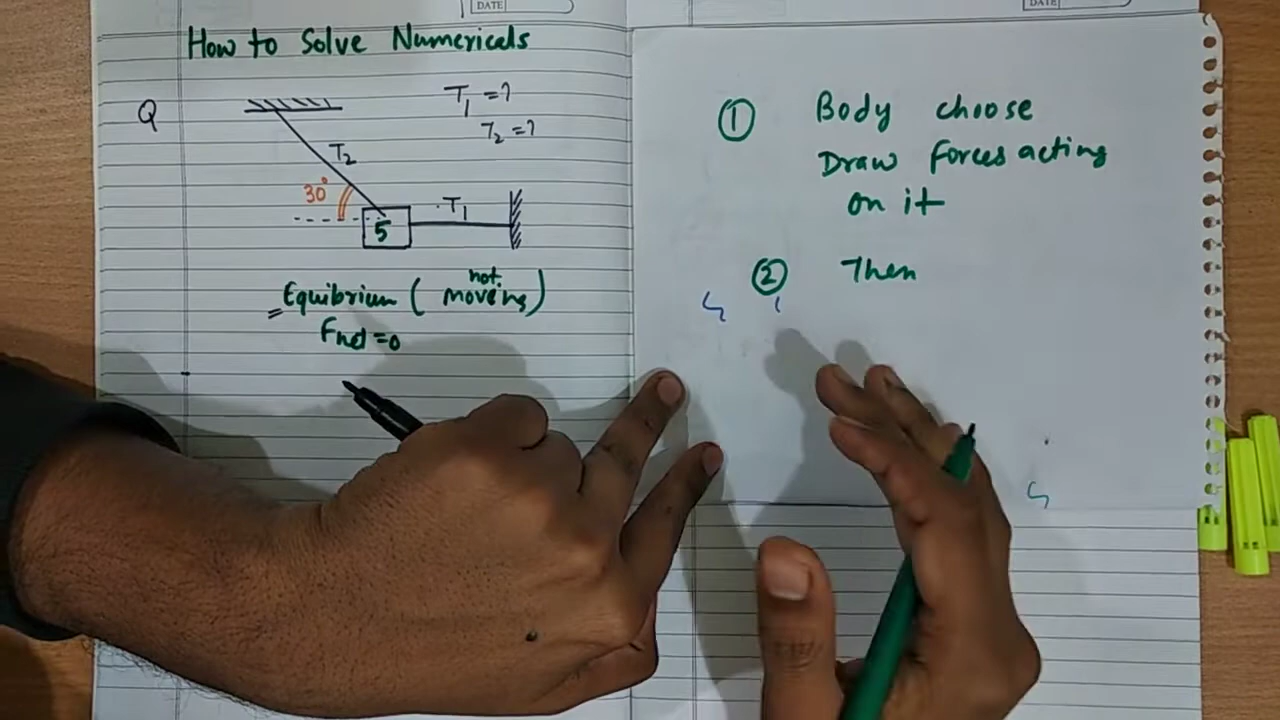 DATE
DATE
How to Solve Numericals
Q
T1 = ?
T2 = ?
T2
30°
T1
5
Equibrium ( not moving )
Fnet = 0
① Body choose
Draw forces acting
on it
② Then